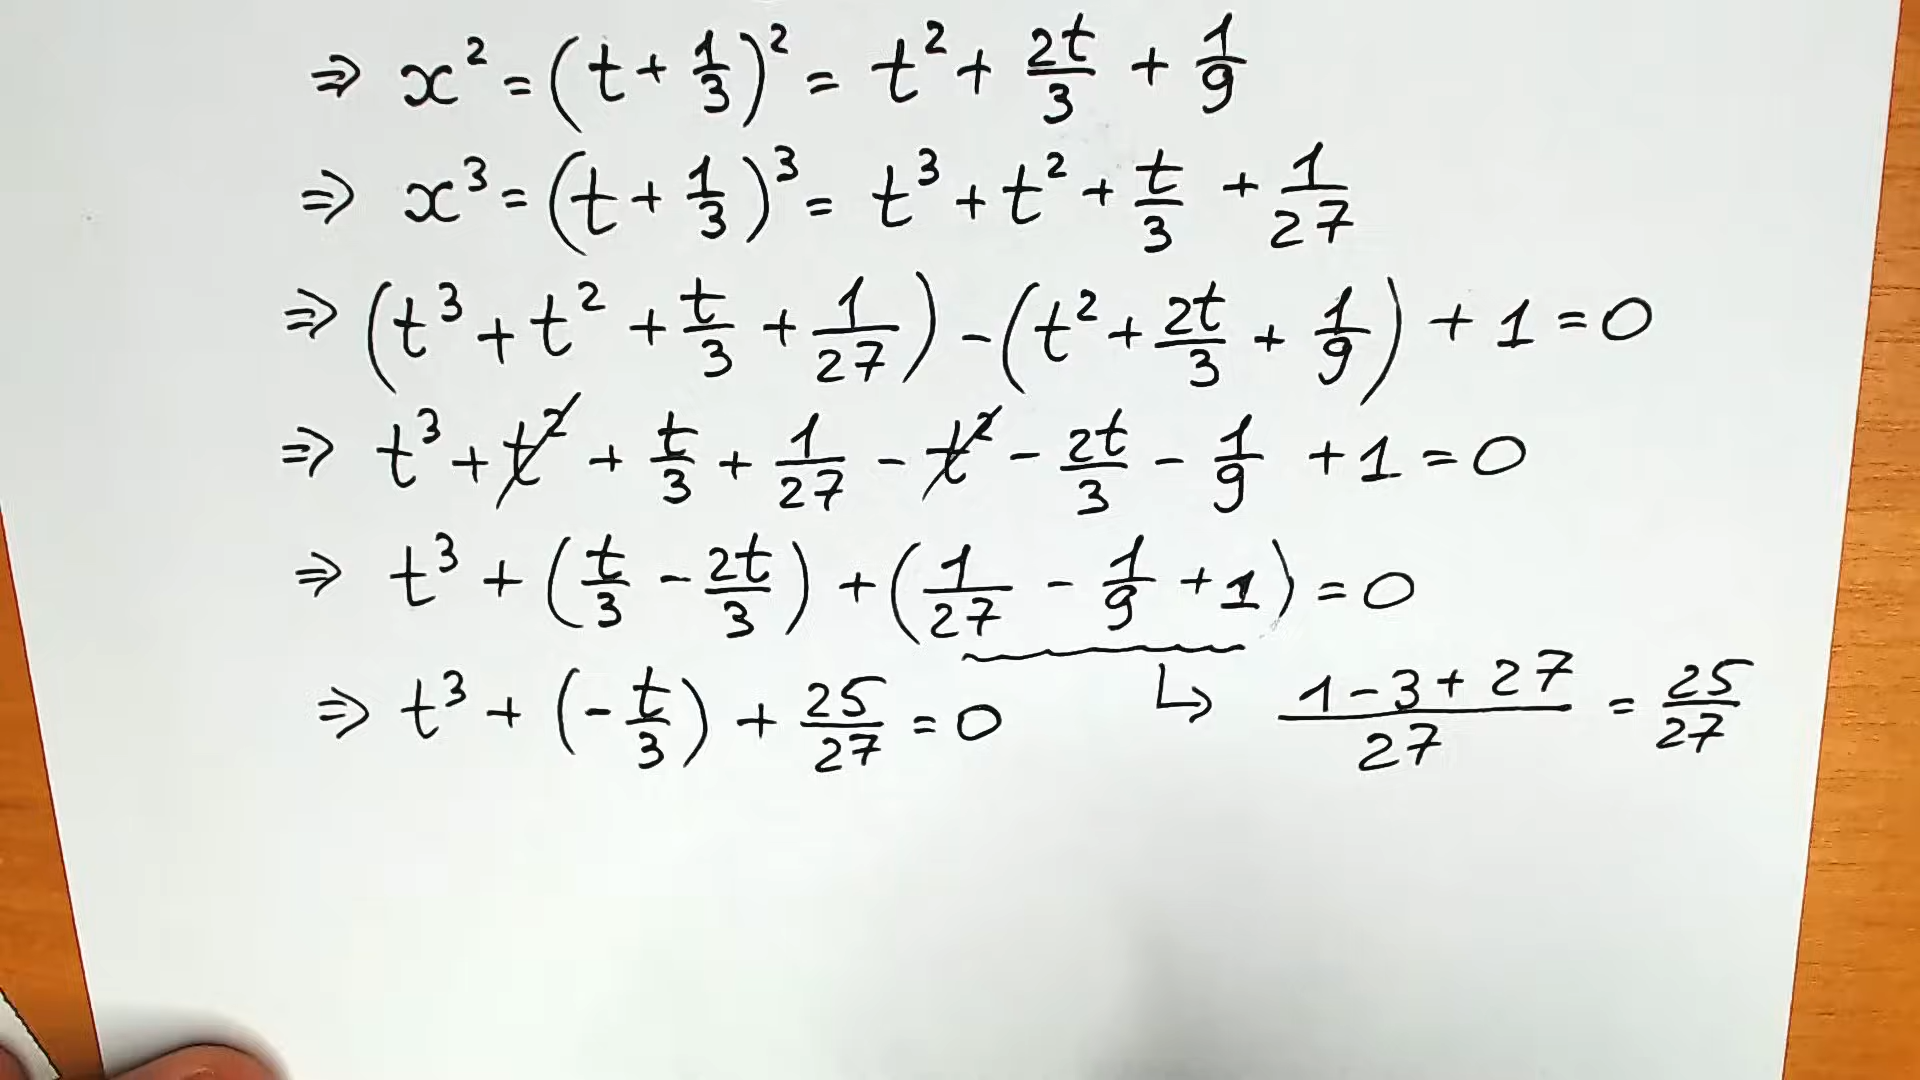 ⇒ x² = (t + 1/3)² = t² + 2t/3 + 1/9
⇒ x³ = (t + 1/3)³ = t³ + t² + t/3 + 1/27
⇒ (t³ + t² + t/3 + 1/27) - (t² + 2t/3 + 1/9) + 1 = 0
⇒ t³ + t² + t/3 + 1/27 - t² - 2t/3 - 1/9 + 1 = 0
⇒ t³ + (t/3 - 2t/3) + (1/27 - 1/9 + 1) = 0
⇒ t³ + (-t/3) + 25/27 = 0 ↳ (1 - 3 + 27)/27 = 25/27